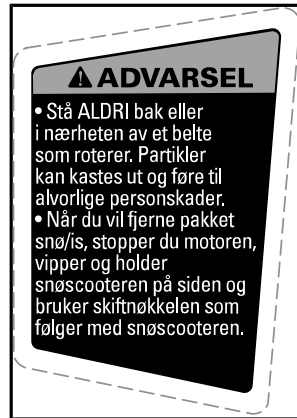 ⚠ ADVARSEL
• Stå ALDRI bak eller
i nærheten av et belte
som roterer. Partikler
kan kastes ut og føre til
alvorlige personskader.
• Når du vil fjerne pakket
snø/is, stopper du motoren,
vipper og holder
snøscooteren på siden og
bruker skiftnøkkelen som
følger med snøscooteren.